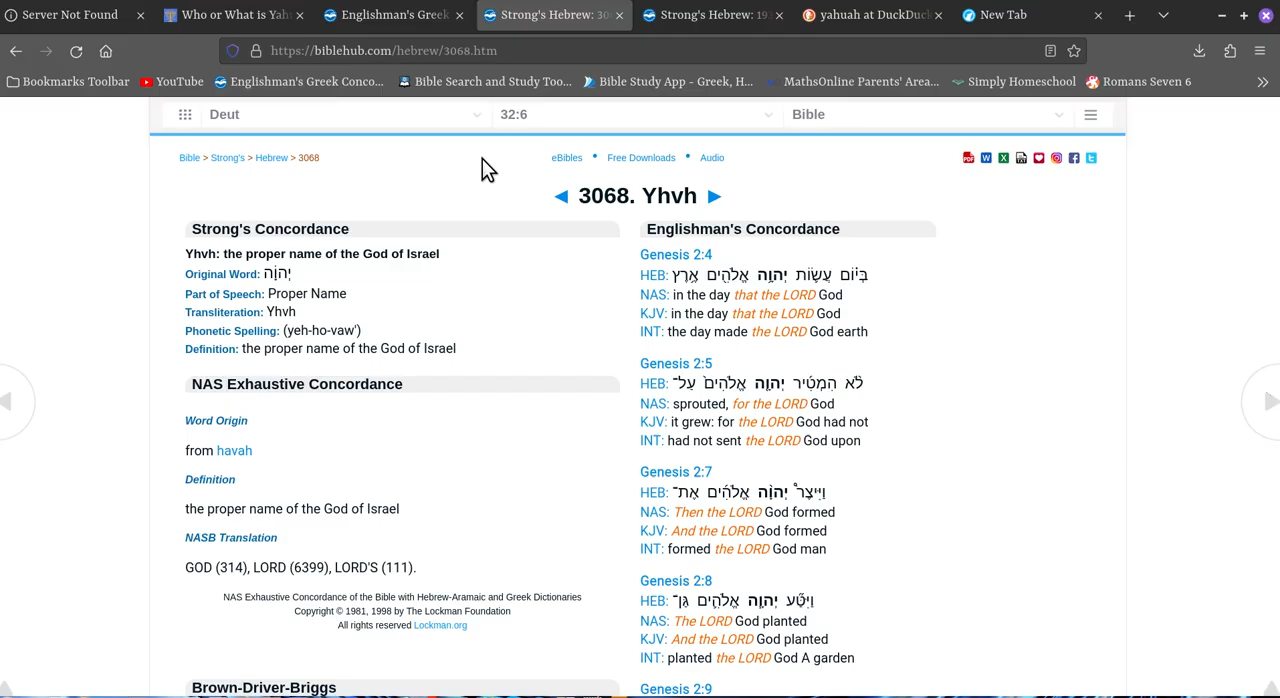 Server Not Found
Who or What is Yah
Englishman's Greek
Strong's Hebrew: 30
Strong's Hebrew: 19
yahuah at DuckDuc
New Tab
https://biblehub.com/hebrew/3068.htm
Bookmarks Toolbar
YouTube
Englishman's Greek Conco...
Bible Search and Study Too...
Bible Study App - Greek, H...
MathsOnline Parents' Area...
Simply Homeschool
Romans Seven 6
Deut
32:6
Bible
Bible > Strong's > Hebrew > 3068
eBibles • Free Downloads • Audio
◄ 3068. Yhvh ►
Strong's Concordance
Yhvh: the proper name of the God of Israel
Original Word: יְהוָֹה
Part of Speech: Proper Name
Transliteration: Yhvh
Phonetic Spelling: (yeh-ho-vaw')
Definition: the proper name of the God of Israel
NAS Exhaustive Concordance
Word Origin
from havah
Definition
the proper name of the God of Israel
NASB Translation
GOD (314), LORD (6399), LORD'S (111).
NAS Exhaustive Concordance of the Bible with Hebrew-Aramaic and Greek Dictionaries
Copyright © 1981, 1998 by The Lockman Foundation
All rights reserved Lockman.org
Brown-Driver-Briggs
Englishman's Concordance
Genesis 2:4
HEB: בְּי֗וֹם עֲשׂ֛וֹת יְהוָ֥ה אֱלֹהִ֖ים אֶ֥רֶץ
NAS: in the day that the LORD God
KJV: in the day that the LORD God
INT: the day made the LORD God earth
Genesis 2:5
HEB: לֹ֨א הִמְטִ֜יר יְהוָ֤ה אֱלֹהִים֙ עַל־
NAS: sprouted, for the LORD God
KJV: it grew: for the LORD God had not
INT: had not sent the LORD God upon
Genesis 2:7
HEB: וַיִּיצֶר֩ יְהוָ֨ה אֱלֹהִ֜ים אֶת־
NAS: Then the LORD God formed
KJV: And the LORD God formed
INT: formed the LORD God man
Genesis 2:8
HEB: וַיִּטַּ֞ע יְהוָ֧ה אֱלֹהִ֛ים גַּן־
NAS: The LORD God planted
KJV: And the LORD God planted
INT: planted the LORD God A garden
Genesis 2:9